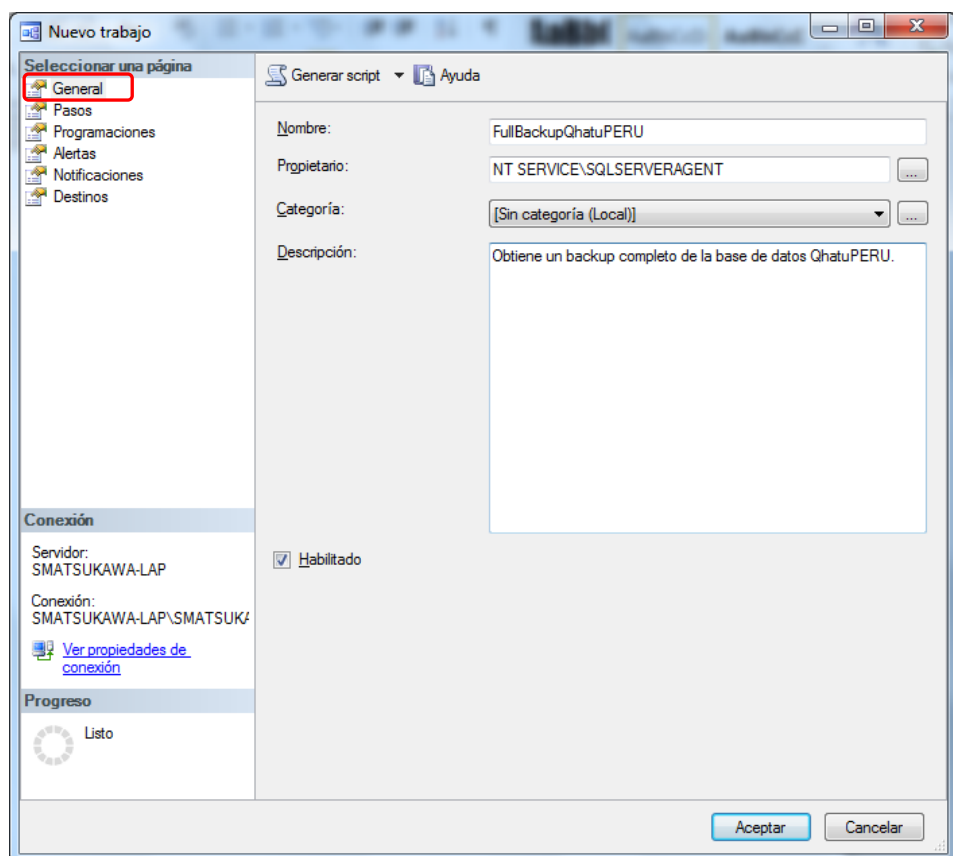 Nuevo trabajo
Seleccionar una página
General
Pasos
Programaciones
Alertas
Notificaciones
Destinos
Generar script
Ayuda
Nombre:
FullBackupQhatuPERU
Propietario:
NT SERVICE\SQLSERVERAGENT
...
Categoría:
[Sin categoría (Local)]
...
Descripción:
Obtiene un backup completo de la base de datos QhatuPERU.
Habilitado
Conexión
Servidor:
SMATSUKAWA-LAP
Conexión:
SMATSUKAWA-LAP\SMATSUKA
Ver propiedades de
conexión
Progreso
Listo
Aceptar
Cancelar